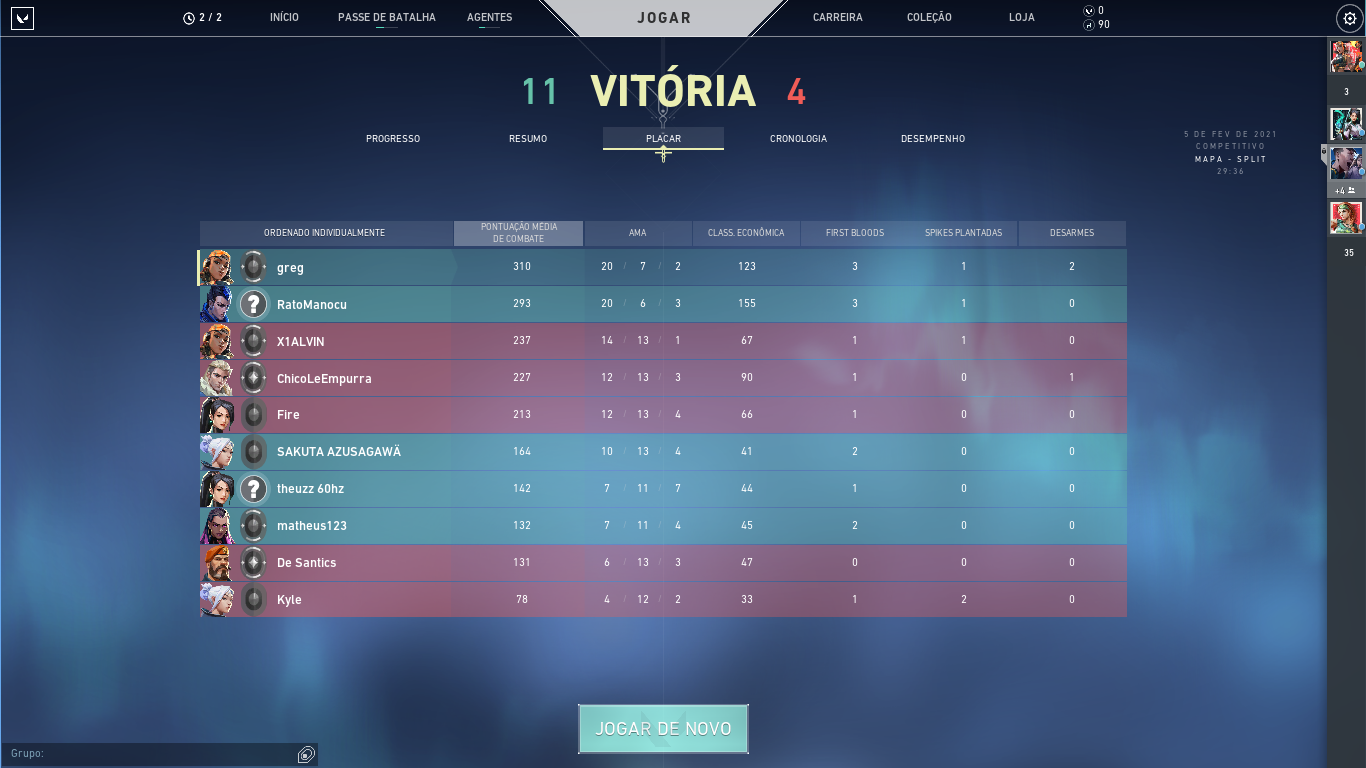 2 / 2 INÍCIO PASSE DE BATALHA AGENTES JOGAR CARREIRA COLEÇÃO LOJA 0
90
11 VITÓRIA 4
3
PROGRESSO RESUMO PLACAR CRONOLOGIA DESEMPENHO
5 DE FEV DE 2021
COMPETITIVO
MAPA - SPLIT
29:36
+4
35
ORDENADO INDIVIDUALMENTE PONTUAÇÃO MÉDIA DE COMBATE AMA CLASS. ECONÔMICA FIRST BLOODS SPIKES PLANTADAS DESARMES
greg 310 20 / 7 / 2 123 3 1 2
? RatoManocu 293 20 / 6 / 3 155 3 1 0
X1ALVIN 237 14 / 13 / 1 67 1 1 0
ChicoLeEmpurra 227 12 / 13 / 3 90 1 0 1
Fire 213 12 / 13 / 4 66 1 0 0
SAKUTA AZUSAGAWÄ 164 10 / 13 / 4 41 2 0 0
? theuzz 60hz 142 7 / 11 / 7 44 1 0 0
matheus123 132 7 / 11 / 4 45 2 0 0
De Santics 131 6 / 13 / 3 47 0 0 0
Kyle 78 4 / 12 / 2 33 1 2 0
JOGAR DE NOVO
Grupo: